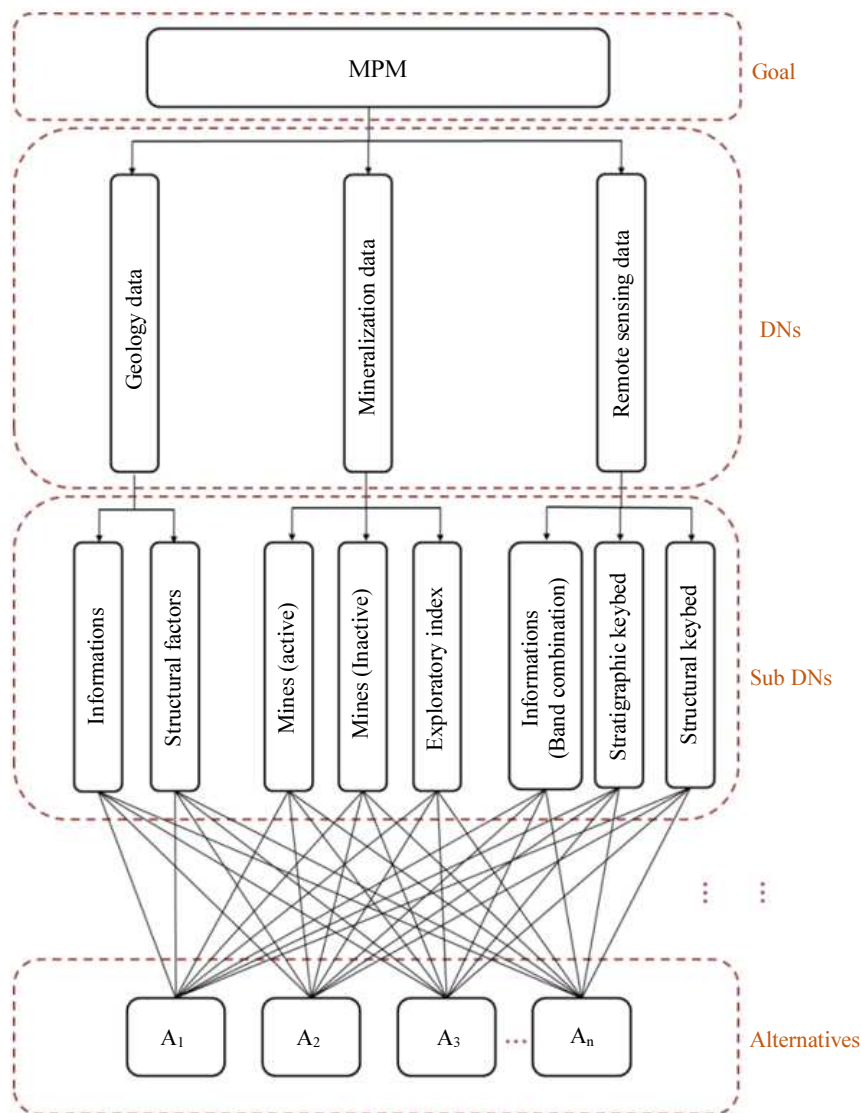 MPM
Goal
Geology data
Mineralization data
Remote sensing data
DNs
Informations
Structural factors
Mines (active)
Mines (Inactive)
Exploratory index
Informations
(Band combination)
Stratigraphic keybed
Structural keybed
Sub DNs
A₁
A₂
A₃
...
Aₙ
Alternatives